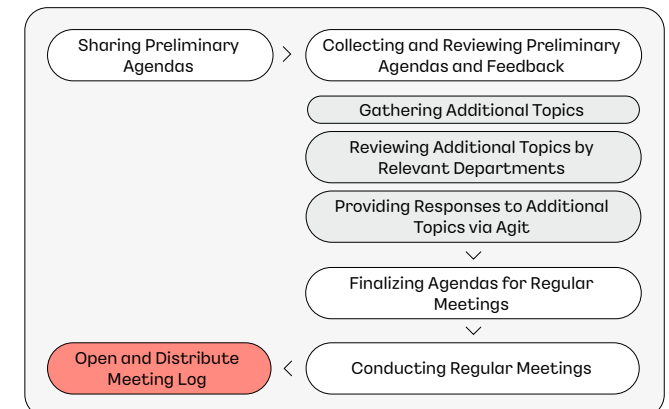 Sharing Preliminary
Agendas
Collecting and Reviewing Preliminary
Agendas and Feedback
Gathering Additional Topics
Reviewing Additional Topics by
Relevant Departments
Providing Responses to Additional
Topics via Agit
Finalizing Agendas for Regular
Meetings
Conducting Regular Meetings
Open and Distribute
Meeting Log